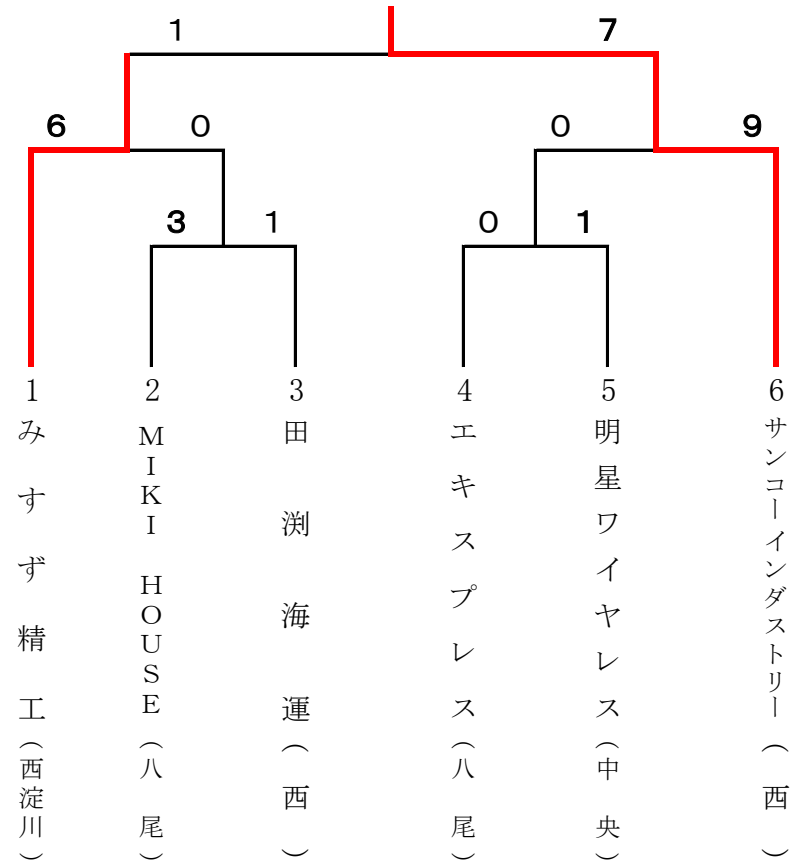 1 7
6 0 0 9
3 1 0 1
1 2 3 4 5 6
みすず精工(西淀川)
MIKI HOUSE(八尾)
田渕海運(西)
エキスプレス(八尾)
明星ワイヤレス(中央)
サンコーインダストリー(西)